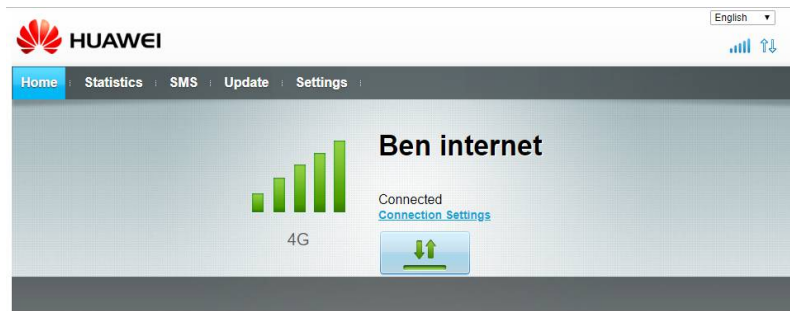 English
HUAWEI
Home Statistics SMS Update Settings
Ben internet
Connected
Connection Settings
4G